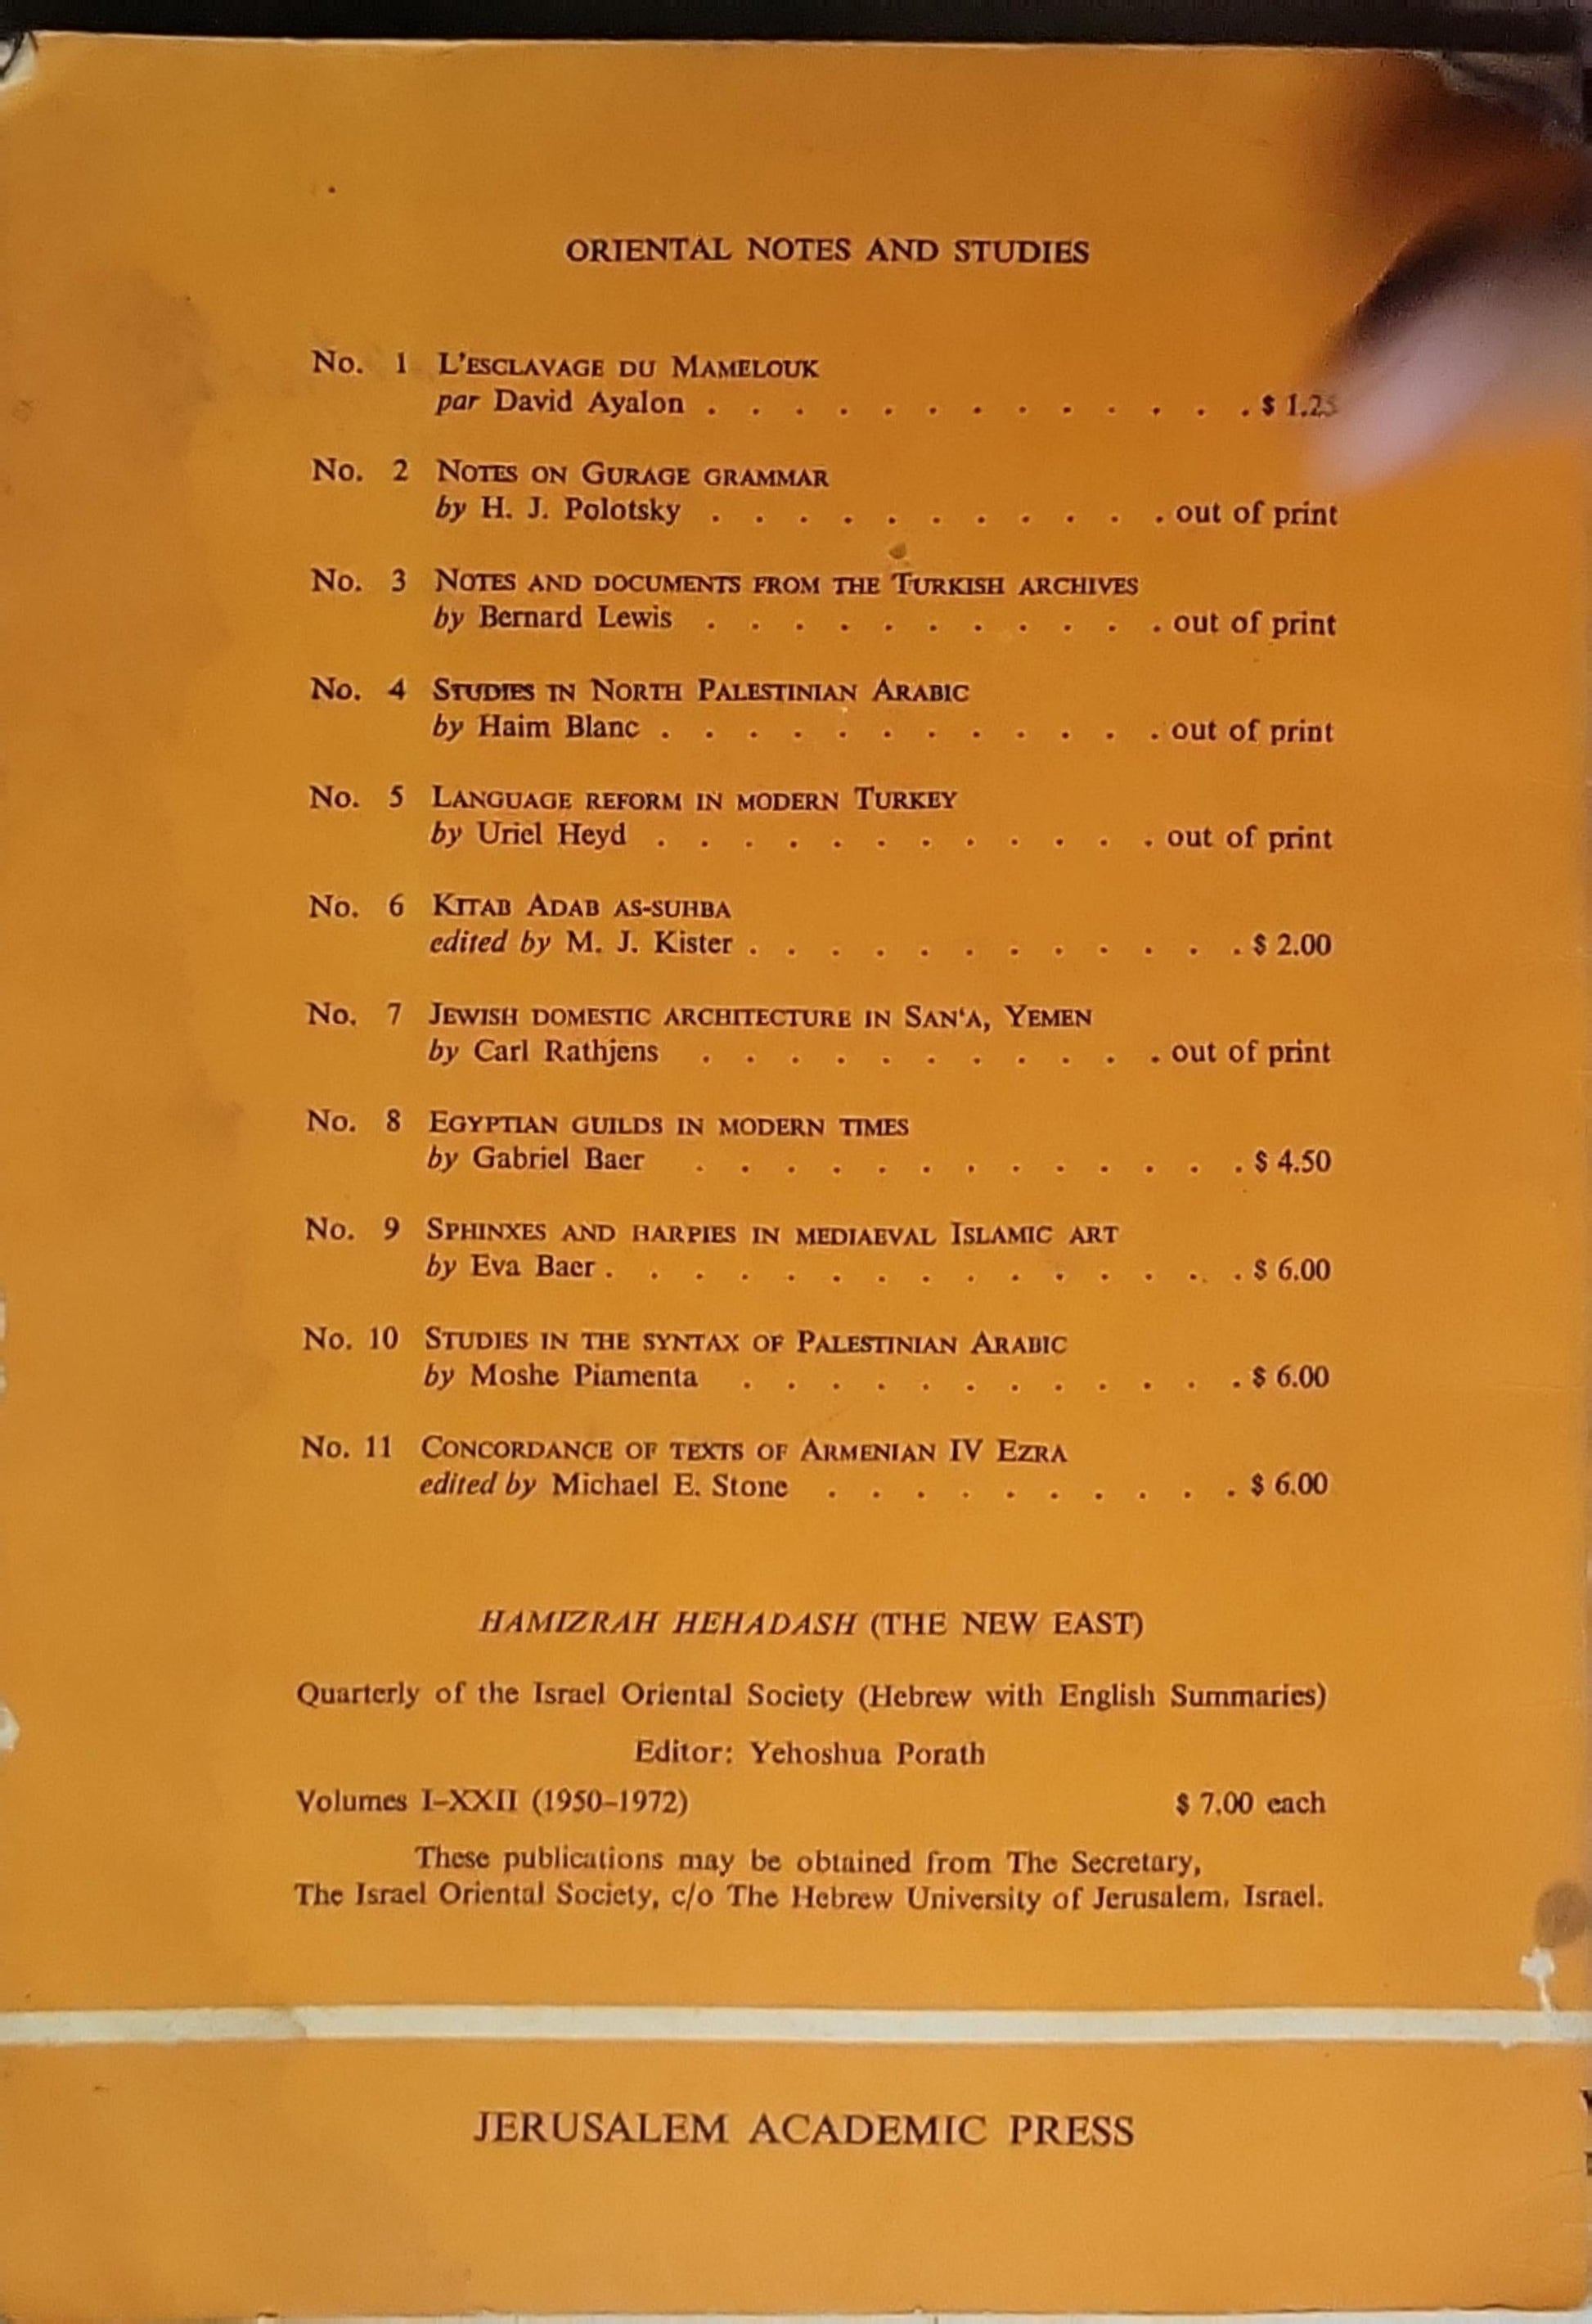 ORIENTAL NOTES AND STUDIES
No. 1 L'ESCLAVAGE DU MAMELOUK
par David Ayalon . . . . . . . . . . . . . $ 1.25
No. 2 NOTES ON GURAGE GRAMMAR
by H. J. Polotsky . . . . . . . . . . . out of print
No. 3 NOTES AND DOCUMENTS FROM THE TURKISH ARCHIVES
by Bernard Lewis . . . . . . . . . . . out of print
No. 4 STUDIES IN NORTH PALESTINIAN ARABIC
by Haim Blanc . . . . . . . . . . . . out of print
No. 5 LANGUAGE REFORM IN MODERN TURKEY
by Uriel Heyd . . . . . . . . . . . . out of print
No. 6 KITAB ADAB AS-SUHBA
edited by M. J. Kister . . . . . . . . . . . . $ 2.00
No. 7 JEWISH DOMESTIC ARCHITECTURE IN SAN‘A, YEMEN
by Carl Rathjens . . . . . . . . . . . out of print
No. 8 EGYPTIAN GUILDS IN MODERN TIMES
by Gabriel Baer . . . . . . . . . . . . . $ 4.50
No. 9 SPHINXES AND HARPIES IN MEDIAEVAL ISLAMIC ART
by Eva Baer . . . . . . . . . . . . . . . $ 6.00
No. 10 STUDIES IN THE SYNTAX OF PALESTINIAN ARABIC
by Moshe Piamenta . . . . . . . . . . . . $ 6.00
No. 11 CONCORDANCE OF TEXTS OF ARMENIAN IV EZRA
edited by Michael E. Stone . . . . . . . . . . $ 6.00
HAMIZRAH HEHADASH (THE NEW EAST)
Quarterly of the Israel Oriental Society (Hebrew with English Summaries)
Editor: Yehoshua Porath
Volumes I–XXII (1950–1972) $ 7.00 each
These publications may be obtained from The Secretary,
The Israel Oriental Society, c/o The Hebrew University of Jerusalem, Israel.
JERUSALEM ACADEMIC PRESS